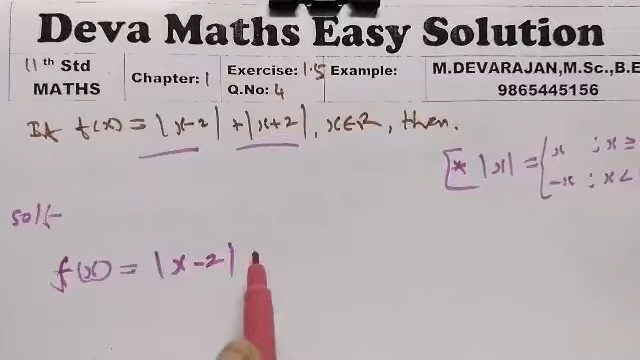 Deva Maths Easy Solution
11th Std
MATHS
Chapter: 1
Exercise: 1.5
Q.No: 4
Example:
M.DEVARAJAN,M.Sc.,B.E
9865445156
If f(x) = |x-2| + |x+2|, x∈R, then.
[* |x| = { x ; x ≥
-x ; x <
Sol:-
f(x) = |x-2|